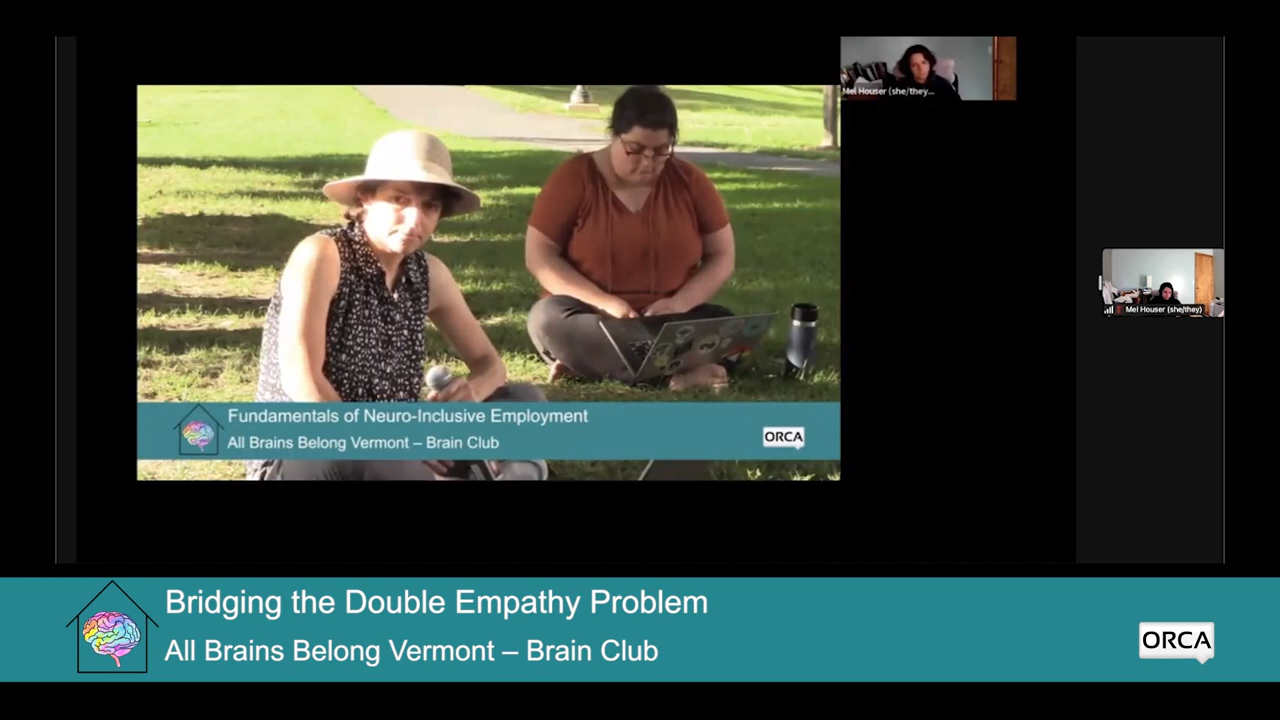 Mel Houser (she/they...
Fundamentals of Neuro-Inclusive Employment
All Brains Belong Vermont – Brain Club
ORCA
Mel Houser (she/they)
Bridging the Double Empathy Problem
All Brains Belong Vermont – Brain Club
ORCA